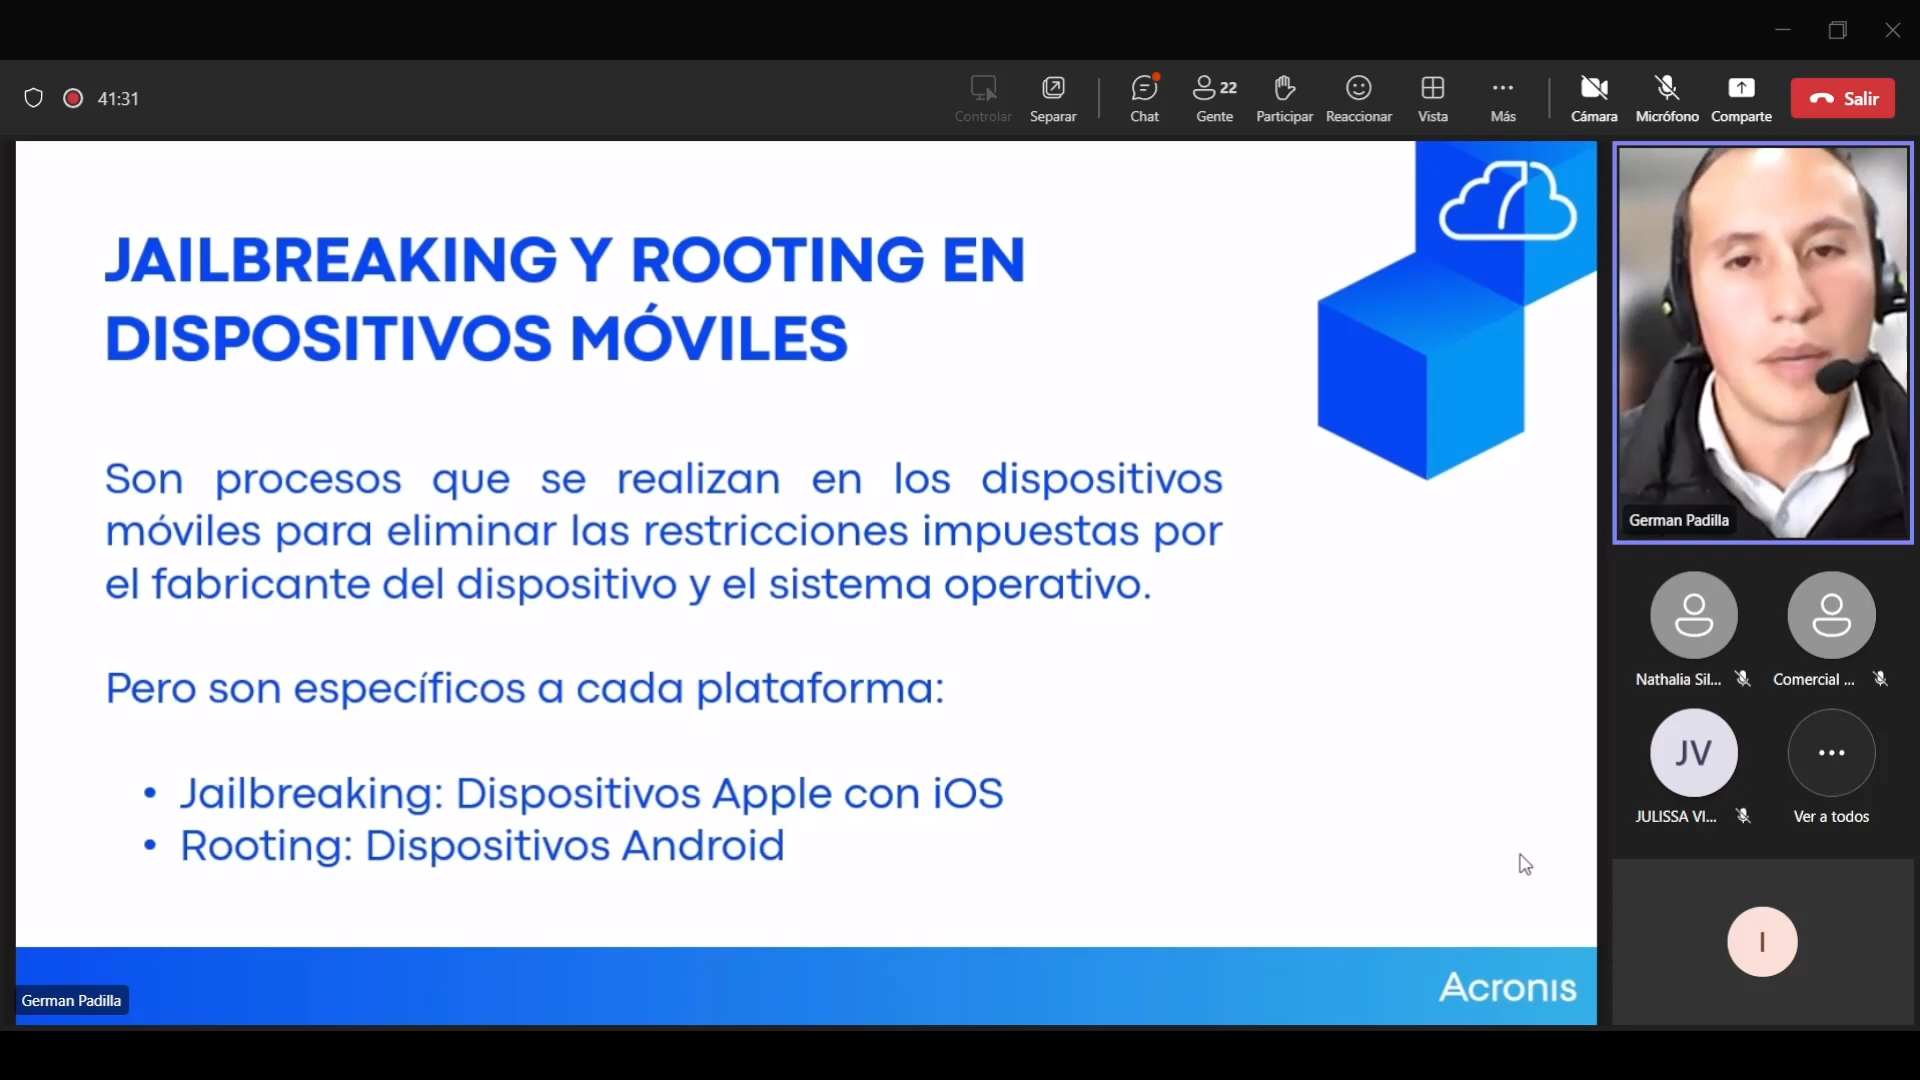 41:31
Controlar
Separar
Chat
22
Gente
Participar
Reaccionar
Vista
Más
Cámara
Micrófono
Comparte
Salir
JAILBREAKING Y ROOTING EN
DISPOSITIVOS MÓVILES
Son procesos que se realizan en los dispositivos
móviles para eliminar las restricciones impuestas por
el fabricante del dispositivo y el sistema operativo.
Pero son específicos a cada plataforma:
• Jailbreaking: Dispositivos Apple con iOS
• Rooting: Dispositivos Android
Acronis
German Padilla
German Padilla
Nathalia Sil...
Comercial ...
JV
JULISSA VI...
Ver a todos
I